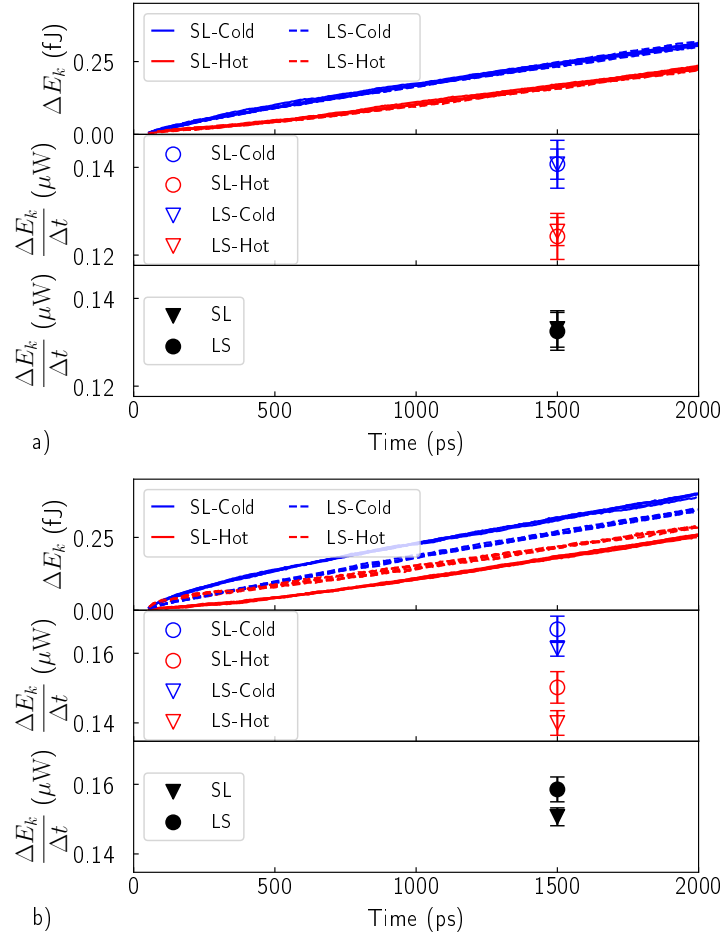 ΔE_k (fJ)
0.25
0.00
SL-Cold LS-Cold
SL-Hot LS-Hot
ΔE_k/Δt (μW)
0.14
0.12
SL-Cold
SL-Hot
LS-Cold
LS-Hot
ΔE_k/Δt (μW)
0.14
0.12
SL
LS
0 500 1000 1500 2000
Time (ps)
a)
ΔE_k (fJ)
0.25
0.00
SL-Cold LS-Cold
SL-Hot LS-Hot
ΔE_k/Δt (μW)
0.16
0.14
SL-Cold
SL-Hot
LS-Cold
LS-Hot
ΔE_k/Δt (μW)
0.16
0.14
SL
LS
0 500 1000 1500 2000
Time (ps)
b)